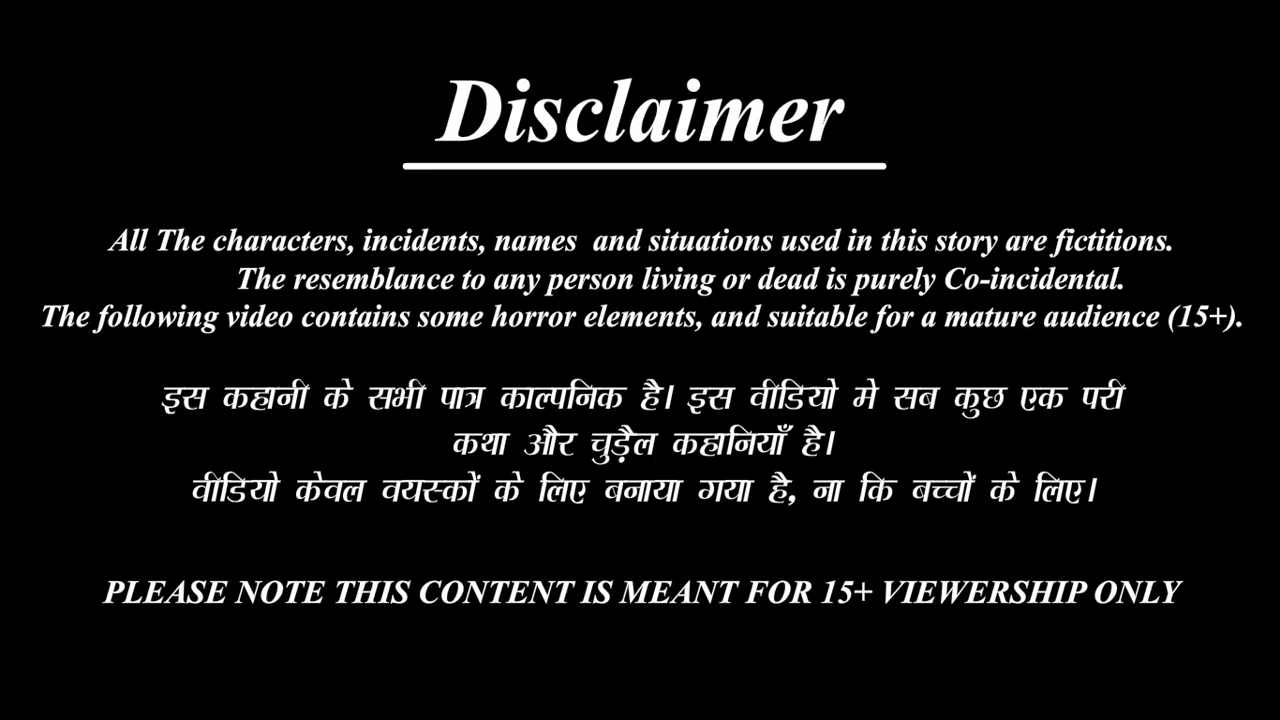 Disclaimer
All The characters, incidents, names and situations used in this story are fictitions.
The resemblance to any person living or dead is purely Co-incidental.
The following video contains some horror elements, and suitable for a mature audience (15+).
इस कहानी के सभी पात्र काल्पनिक है। इस वीडियो मे सब कुछ एक परी
कथा और चुड़ैल कहानियाँ है।
वीडियो केवल वयस्कों के लिए बनाया गया है, ना कि बच्चों के लिए।
PLEASE NOTE THIS CONTENT IS MEANT FOR 15+ VIEWERSHIP ONLY